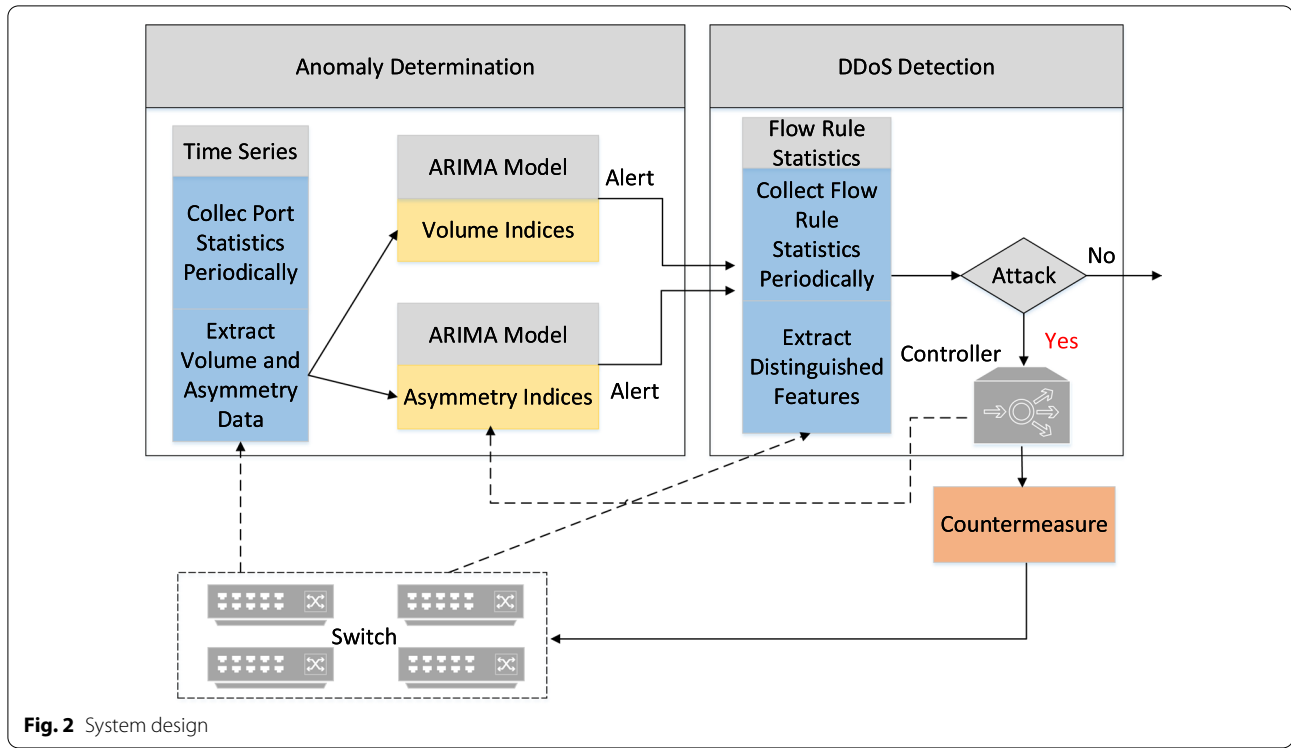 Anomaly Determination
DDoS Detection
Time Series
Collec Port
Statistics
Periodically
Extract
Volume and
Asymmetry
Data
ARIMA Model
Volume Indices
Alert
ARIMA Model
Asymmetry Indices
Alert
Flow Rule
Statistics
Collect Flow
Rule
Statistics
Periodically
Extract
Distinguished
Features
Attack
No
Yes
Controller
Countermeasure
Switch
Fig. 2 System design